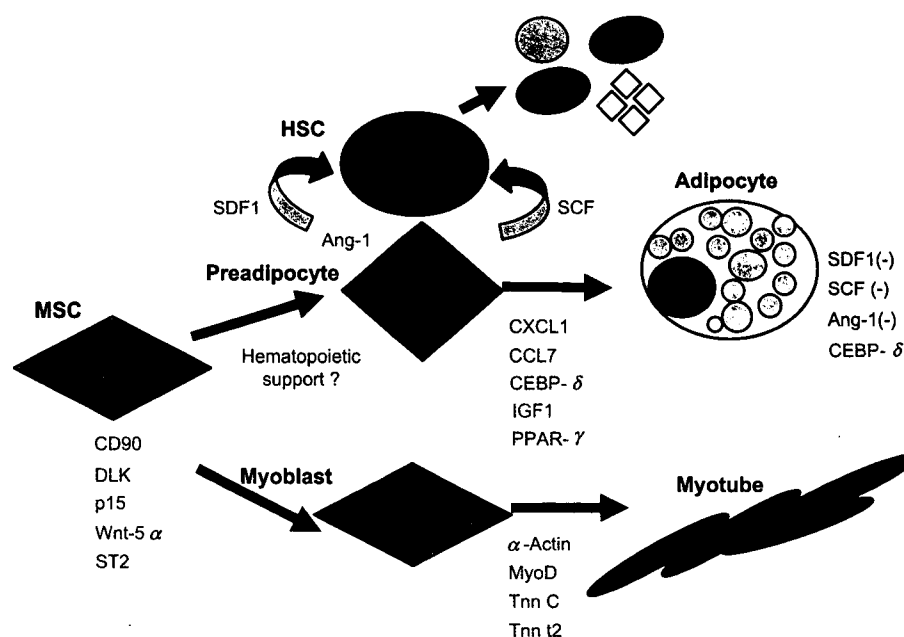 HSC
SDF1
SCF
Ang-1
Adipocyte
SDF1(-)
SCF (-)
Ang-1(-)
CEBP- δ
Preadipocyte
MSC
Hematopoietic
support ?
CXCL1
CCL7
CEBP- δ
IGF1
PPAR- γ
CD90
DLK
p15
Wnt-5 α
ST2
Myoblast
α -Actin
MyoD
Tnn C
Tnn t2
Myotube